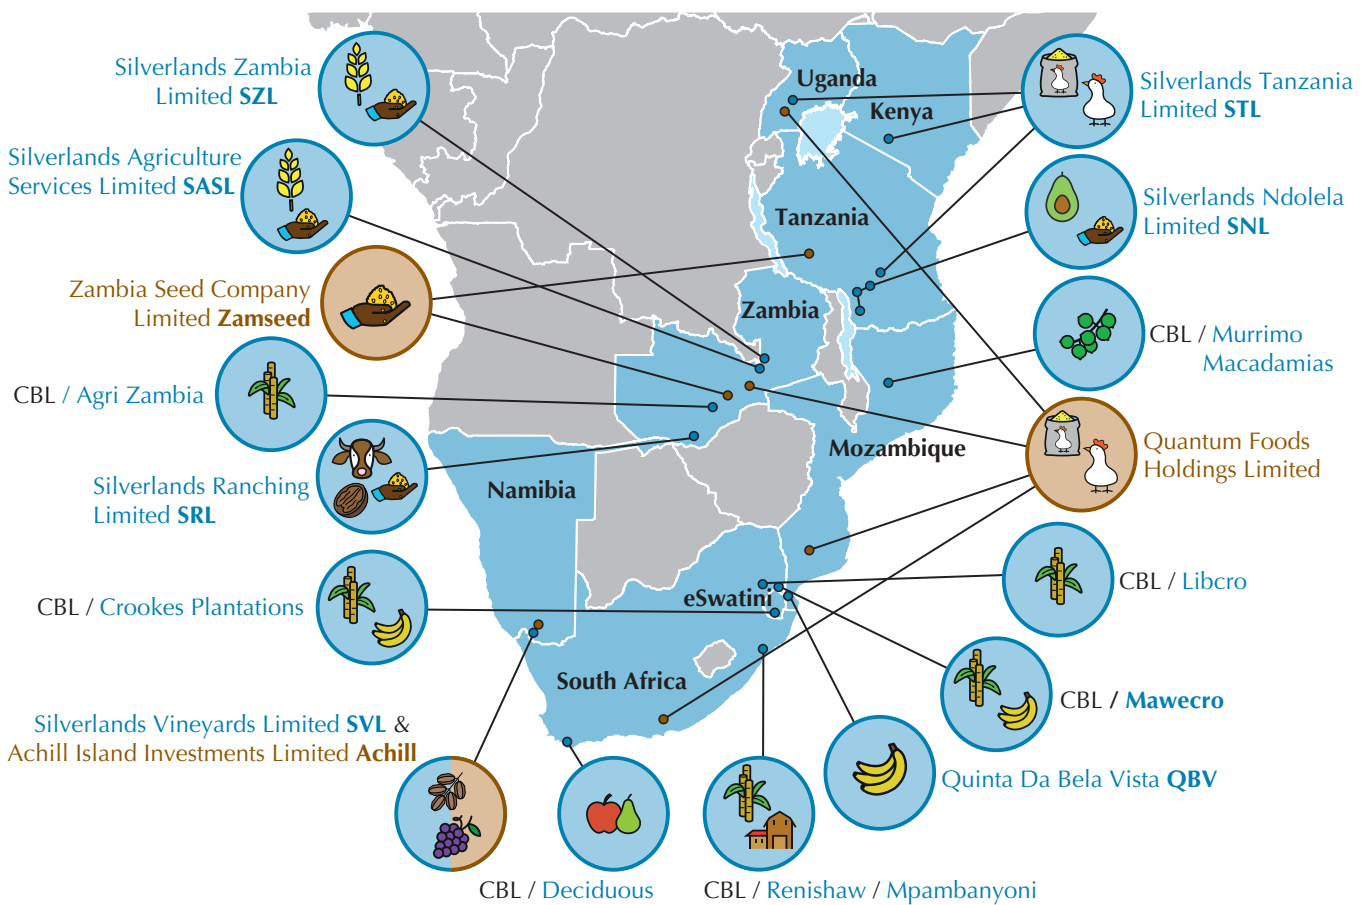 Silverlands Zambia
Limited SZL
Silverlands Agriculture
Services Limited SASL
Zambia Seed Company
Limited Zamseed
CBL / Agri Zambia
Silverlands Ranching
Limited SRL
CBL / Crookes Plantations
Silverlands Vineyards Limited SVL &
Achill Island Investments Limited Achill
CBL / Deciduous
CBL / Renishaw / Mpambanyoni
Uganda
Kenya
Tanzania
Zambia
Mozambique
Namibia
eSwatini
South Africa
Silverlands Tanzania
Limited STL
Silverlands Ndolela
Limited SNL
CBL / Murrimo
Macadamias
Quantum Foods
Holdings Limited
CBL / Libcro
CBL / Mawecro
Quinta Da Bela Vista QBV